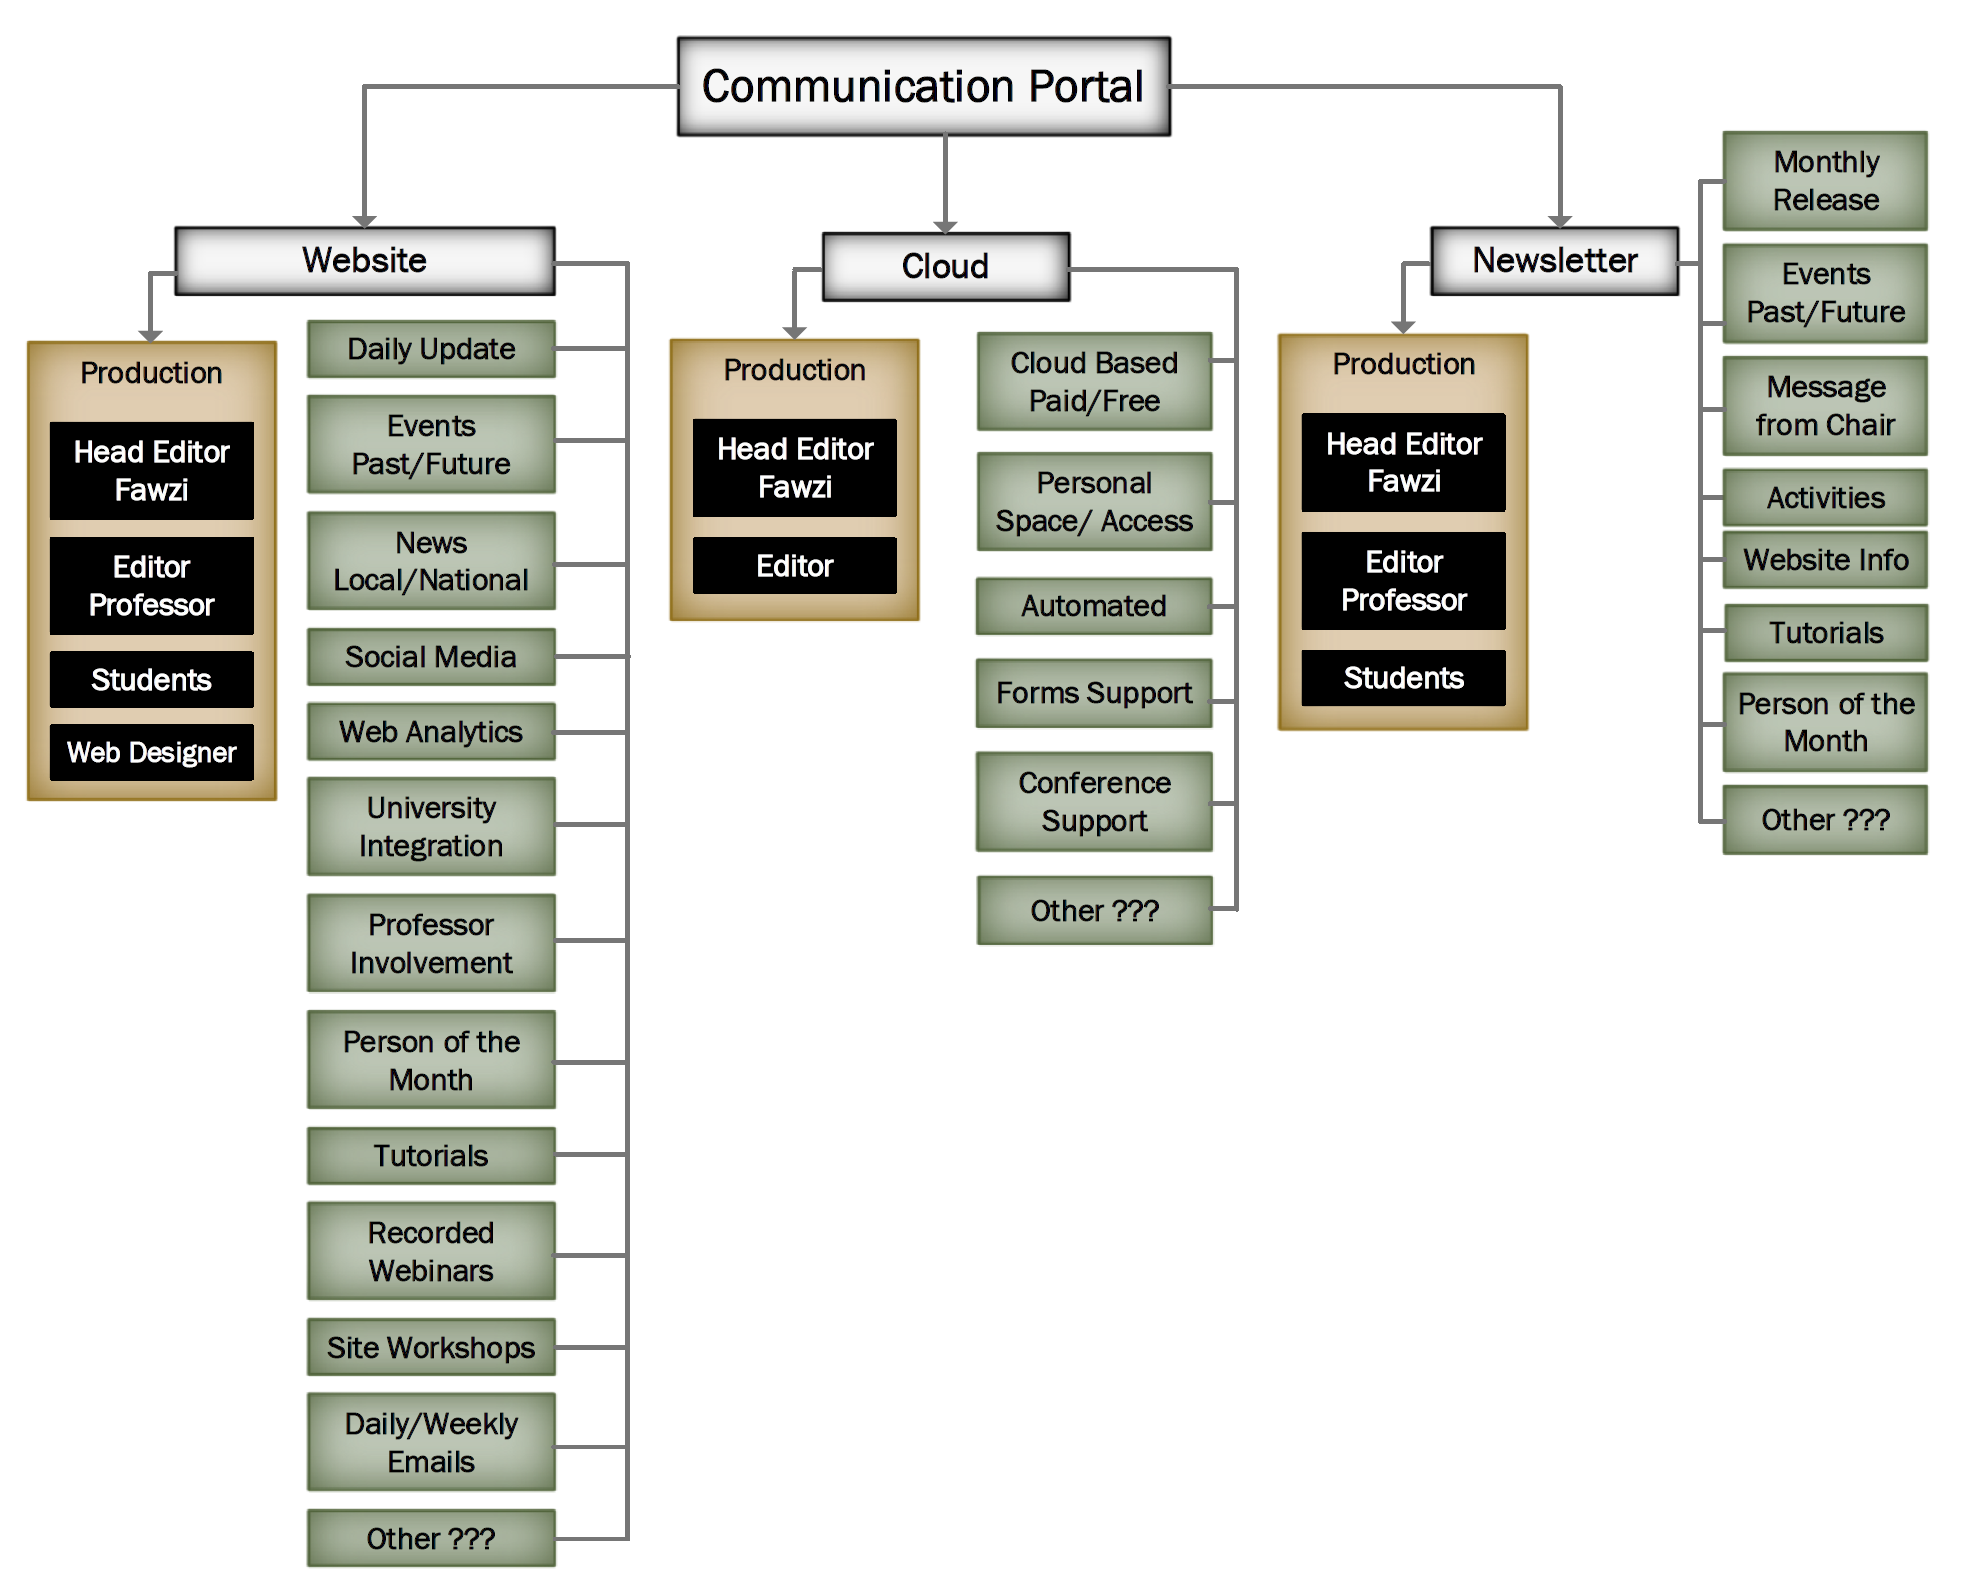 Communication Portal
Website
Production
Head Editor
Fawzi
Editor
Professor
Students
Web Designer
Daily Update
Events
Past/Future
News
Local/National
Social Media
Web Analytics
University
Integration
Professor
Involvement
Person of the
Month
Tutorials
Recorded
Webinars
Site Workshops
Daily/Weekly
Emails
Other ???
Cloud
Production
Head Editor
Fawzi
Editor
Cloud Based
Paid/Free
Personal
Space/ Access
Automated
Forms Support
Conference
Support
Other ???
Newsletter
Production
Head Editor
Fawzi
Editor
Professor
Students
Monthly
Release
Events
Past/Future
Message
from Chair
Activities
Website Info
Tutorials
Person of the
Month
Other ???